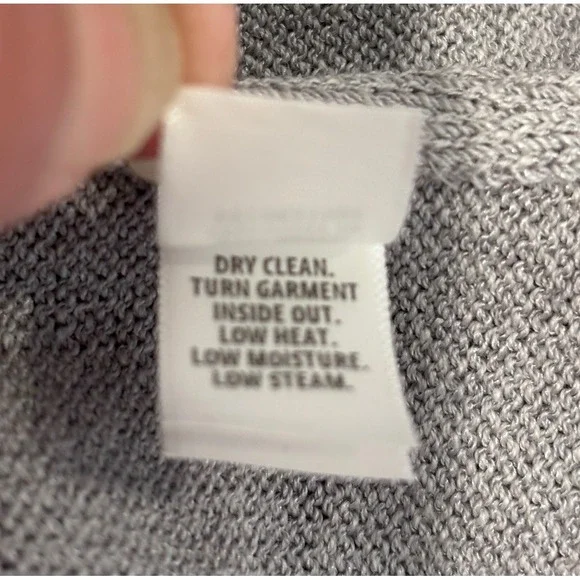 DRY CLEAN.
TURN GARMENT
INSIDE OUT.
LOW HEAT.
LOW MOISTURE.
LOW STEAM.